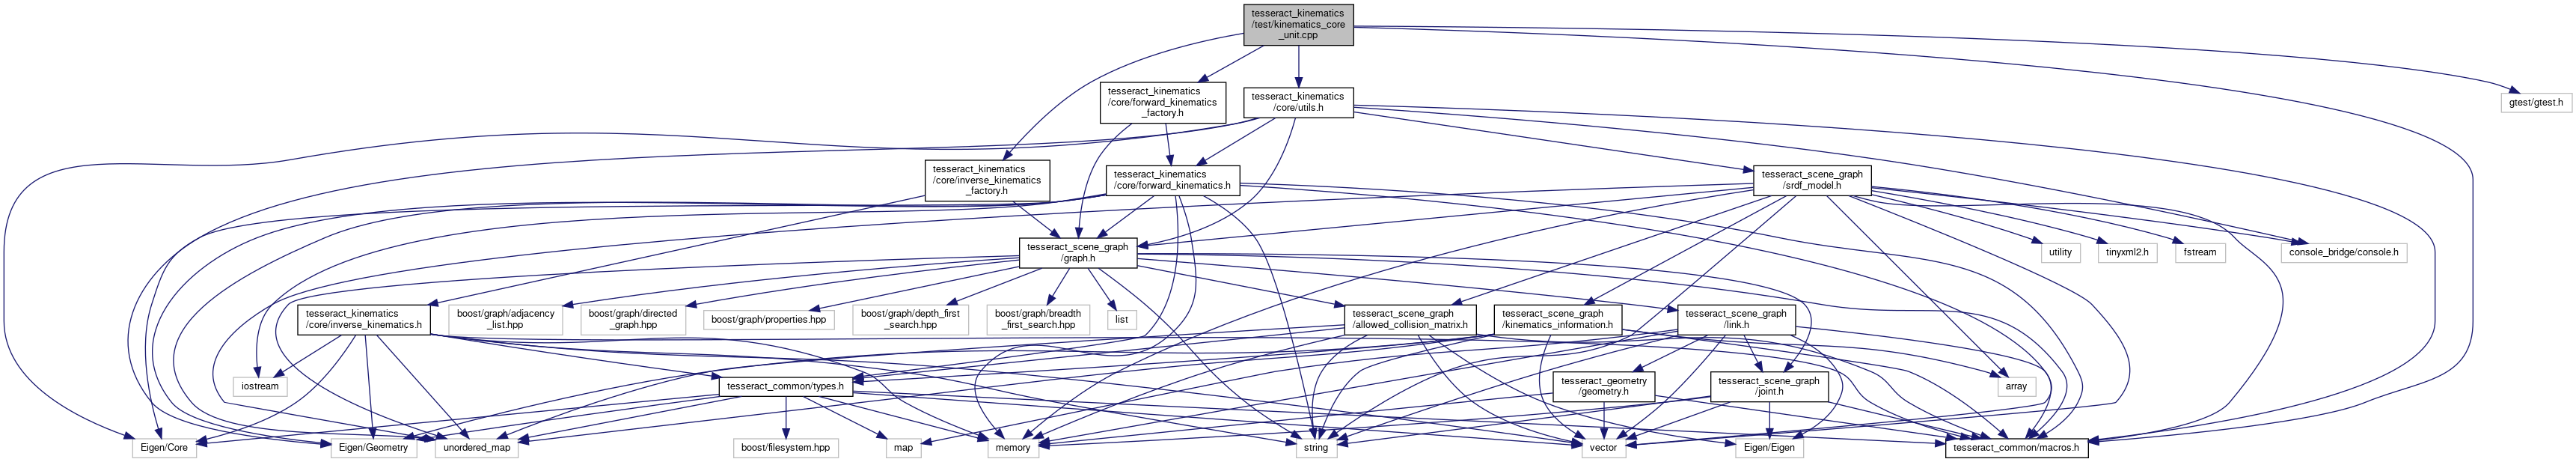 tesseract_kinematics
/test/kinematics_core
_unit.cpp
tesseract_kinematics
/core/forward_kinematics
_factory.h
tesseract_kinematics
/core/utils.h
gtest/gtest.h
tesseract_kinematics
/core/inverse_kinematics
_factory.h
tesseract_kinematics
/core/forward_kinematics.h
tesseract_scene_graph
/srdf_model.h
tesseract_scene_graph
/graph.h
utility
tinyxml2.h
fstream
console_bridge/console.h
tesseract_kinematics
/core/inverse_kinematics.h
boost/graph/adjacency
_list.hpp
boost/graph/directed
_graph.hpp
boost/graph/properties.hpp
boost/graph/depth_first
_search.hpp
boost/graph/breadth
_first_search.hpp
list
tesseract_scene_graph
/allowed_collision_matrix.h
tesseract_scene_graph
/kinematics_information.h
tesseract_scene_graph
/link.h
iostream
tesseract_common/types.h
tesseract_geometry
/geometry.h
tesseract_scene_graph
/joint.h
array
Eigen/Core
Eigen/Geometry
unordered_map
boost/filesystem.hpp
map
memory
string
vector
Eigen/Eigen
tesseract_common/macros.h